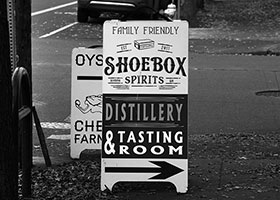 FAMILY FRIENDLY
SHOEBOX
SPIRITS
DISTILLERY
& TASTING
ROOM
OYS
CHE
FARM